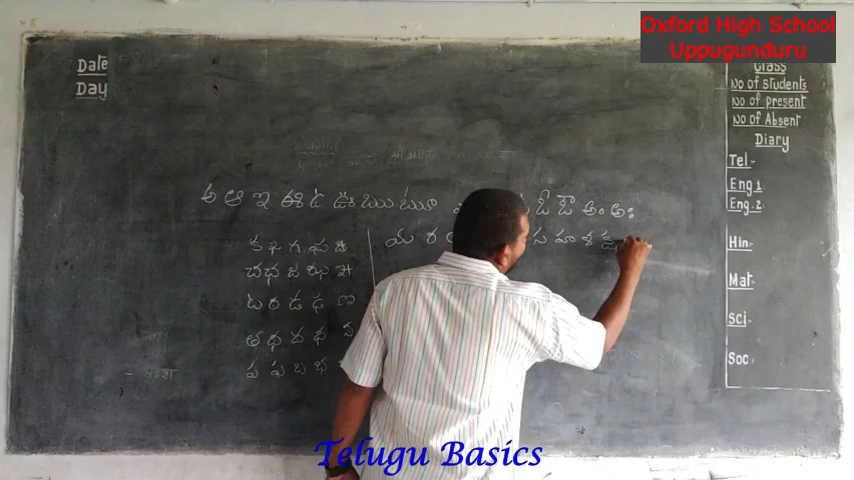 Oxford High School
Uppugunduru
Date
Day
Class
No of students
No of present
No of Absent
Diary
Tel:-
Eng 1
Eng. 2
Hin:-
Mat:-
Sci:-
Soc:-
అ ఆ ఇ ఈ ఉ ఊ ఋ ౠ ఓ ఔ అం అః
క ఖ గ ఘ ఙ
య ర స హ శ క్ష
చ ఛ జ ఝ ఞ
ట ఠ డ ఢ ణ
త థ ద ధ న
ప ఫ బ భ
Telugu Basics